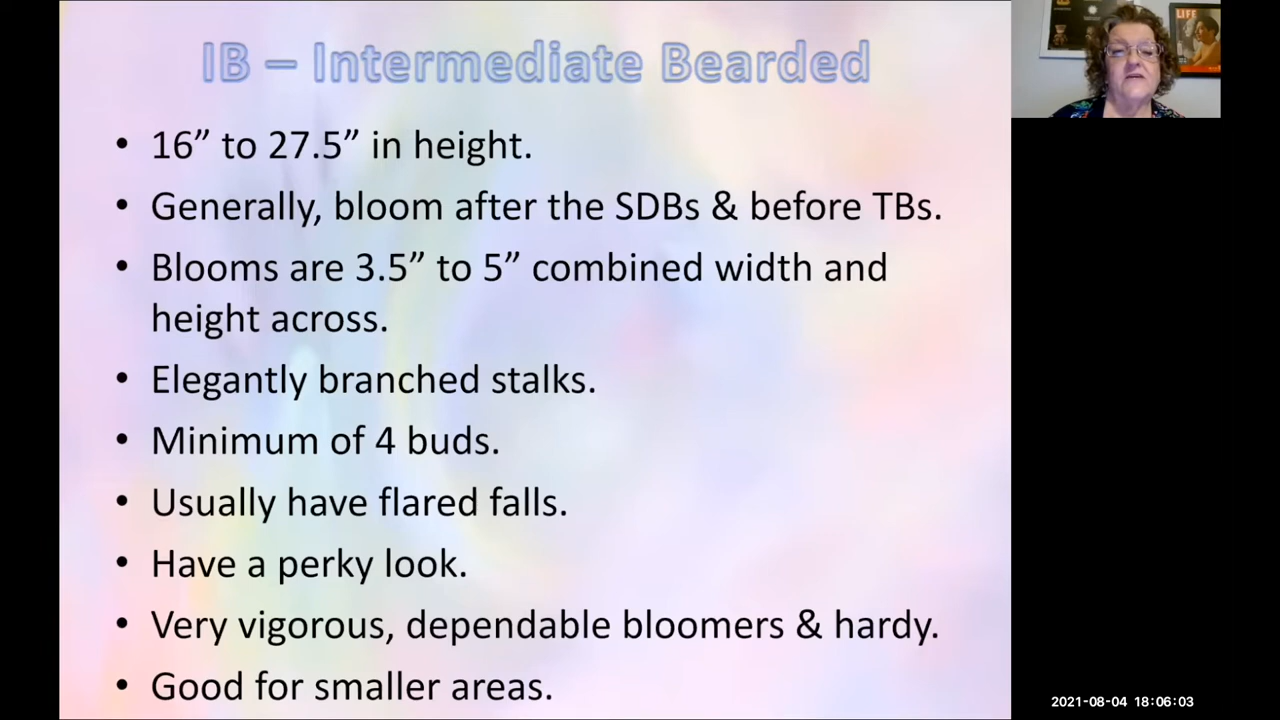 IB – Intermediate Bearded
• 16” to 27.5” in height.
• Generally, bloom after the SDBs & before TBs.
• Blooms are 3.5” to 5” combined width and
height across.
• Elegantly branched stalks.
• Minimum of 4 buds.
• Usually have flared falls.
• Have a perky look.
• Very vigorous, dependable bloomers & hardy.
• Good for smaller areas.
LIFE
2021-08-04 18:06:03